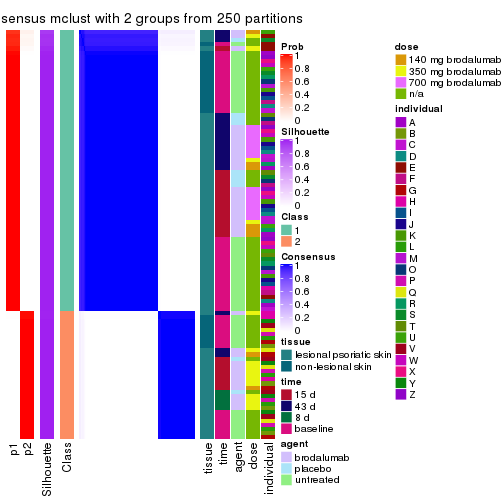 sensus mclust with 2 groups from 250 partitions
Prob
1
0.8
0.6
0.4
0.2
0
Silhouette
1
0.8
0.6
0.4
0.2
0
Class
1
2
Consensus
1
0.8
0.6
0.4
0.2
0
tissue
lesional psoriatic skin
non-lesional skin
time
15 d
43 d
8 d
baseline
agent
brodalumab
placebo
untreated
dose
140 mg brodalumab
350 mg brodalumab
700 mg brodalumab
n/a
individual
A
B
C
D
E
F
G
H
I
J
K
L
M
O
P
Q
R
S
T
U
V
W
X
Y
Z
p1
p2
Silhouette
Class
tissue
time
agent
dose
individual